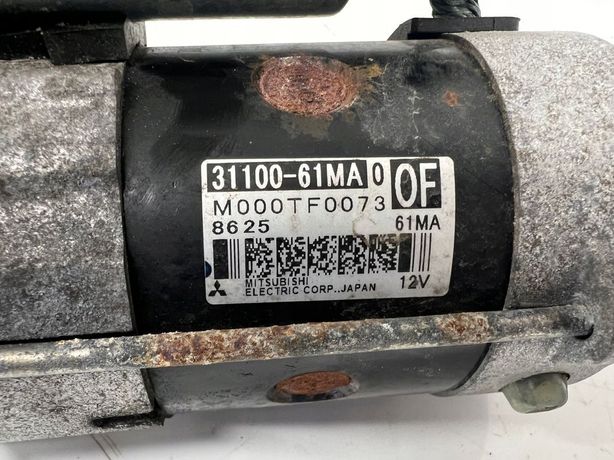 31100-61MA 0 OF
M000TF0073
8625 61MA
MITSUBISHI
ELECTRIC CORP.,JAPAN 12V